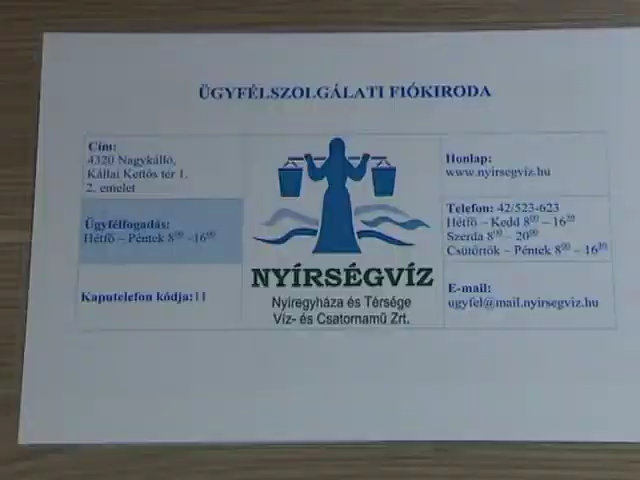 ÜGYFÉLSZOLGÁLATI FIÓKIRODA
Cím:
4320 Nagykálló,
Kállai Kettős tér 1.
2. emelet
Ügyfélfogadás:
Hétfő – Péntek 8⁰⁰ –16⁰⁰
Kaputelefon kódja:11
NYÍRSÉGVÍZ
Nyíregyháza és Térsége
Víz- és Csatornamű Zrt.
Honlap:
www.nyirsegviz.hu
Telefon: 42/523-623
Hétfő – Kedd 8⁰⁰ – 16³⁰
Szerda 8⁰⁰ – 20⁰⁰
Csütörtök – Péntek 8⁰⁰ – 16³⁰
E-mail:
ugyfel@mail.nyirsegviz.hu